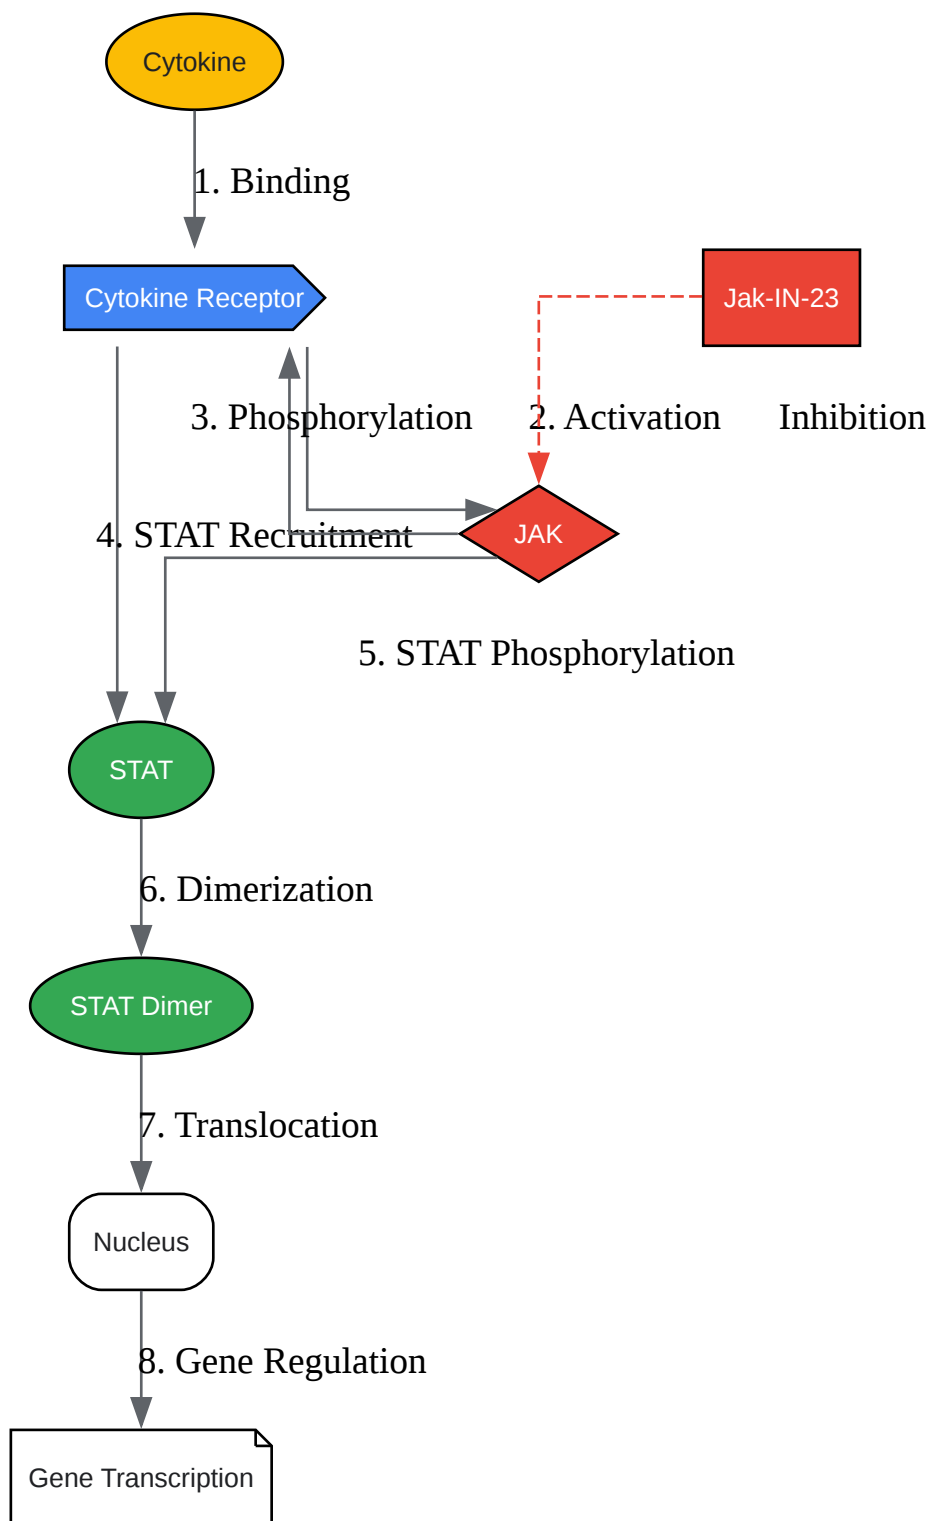 Cytokine
1. Binding
Cytokine Receptor
Jak-IN-23
3. Phosphorylation
2. Activation
Inhibition
4. STAT Recruitment
JAK
5. STAT Phosphorylation
STAT
6. Dimerization
STAT Dimer
7. Translocation
Nucleus
8. Gene Regulation
Gene Transcription